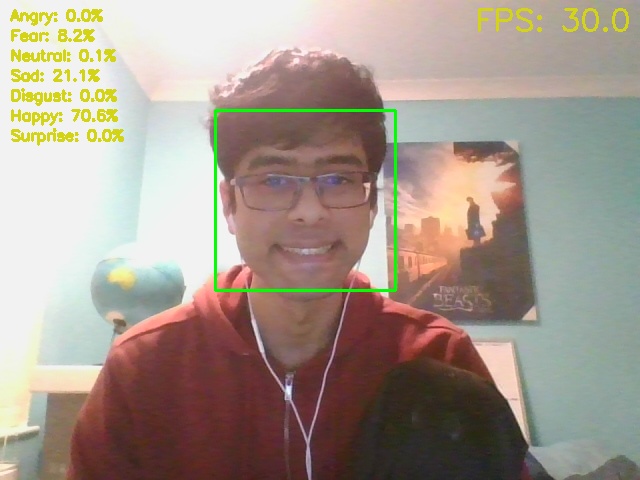 Angry: 0.0%
FPS: 30.0
Fear: 8.2%
Neutral: 0.1%
Sad: 21.1%
Disgust: 0.0%
Happy: 70.6%
Surprise: 0.0%
FANTASTIC
BEASTS